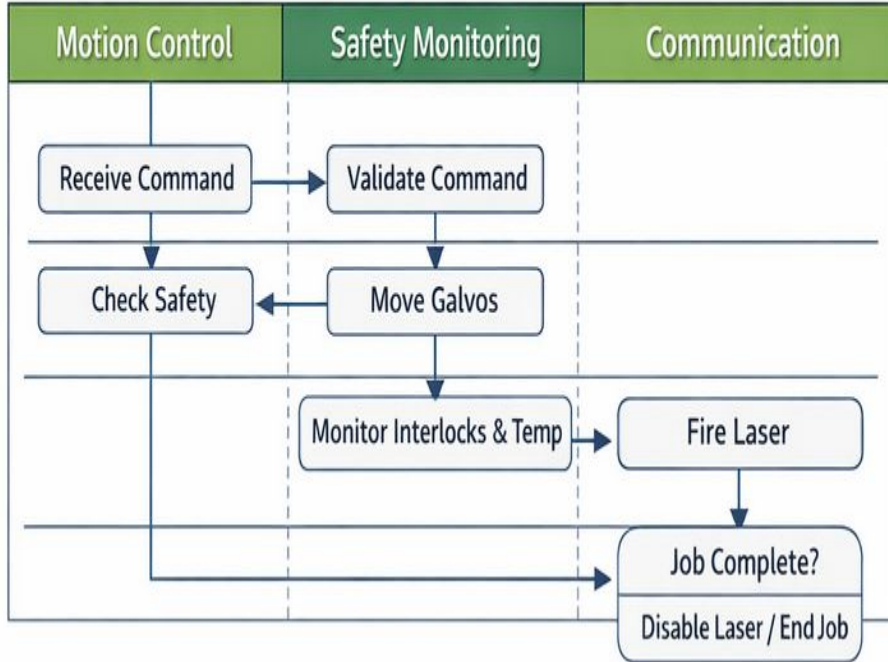 Motion Control
Safety Monitoring
Communication
Receive Command
Validate Command
Check Safety
Move Galvos
Monitor Interlocks & Temp
Fire Laser
Job Complete?
Disable Laser / End Job